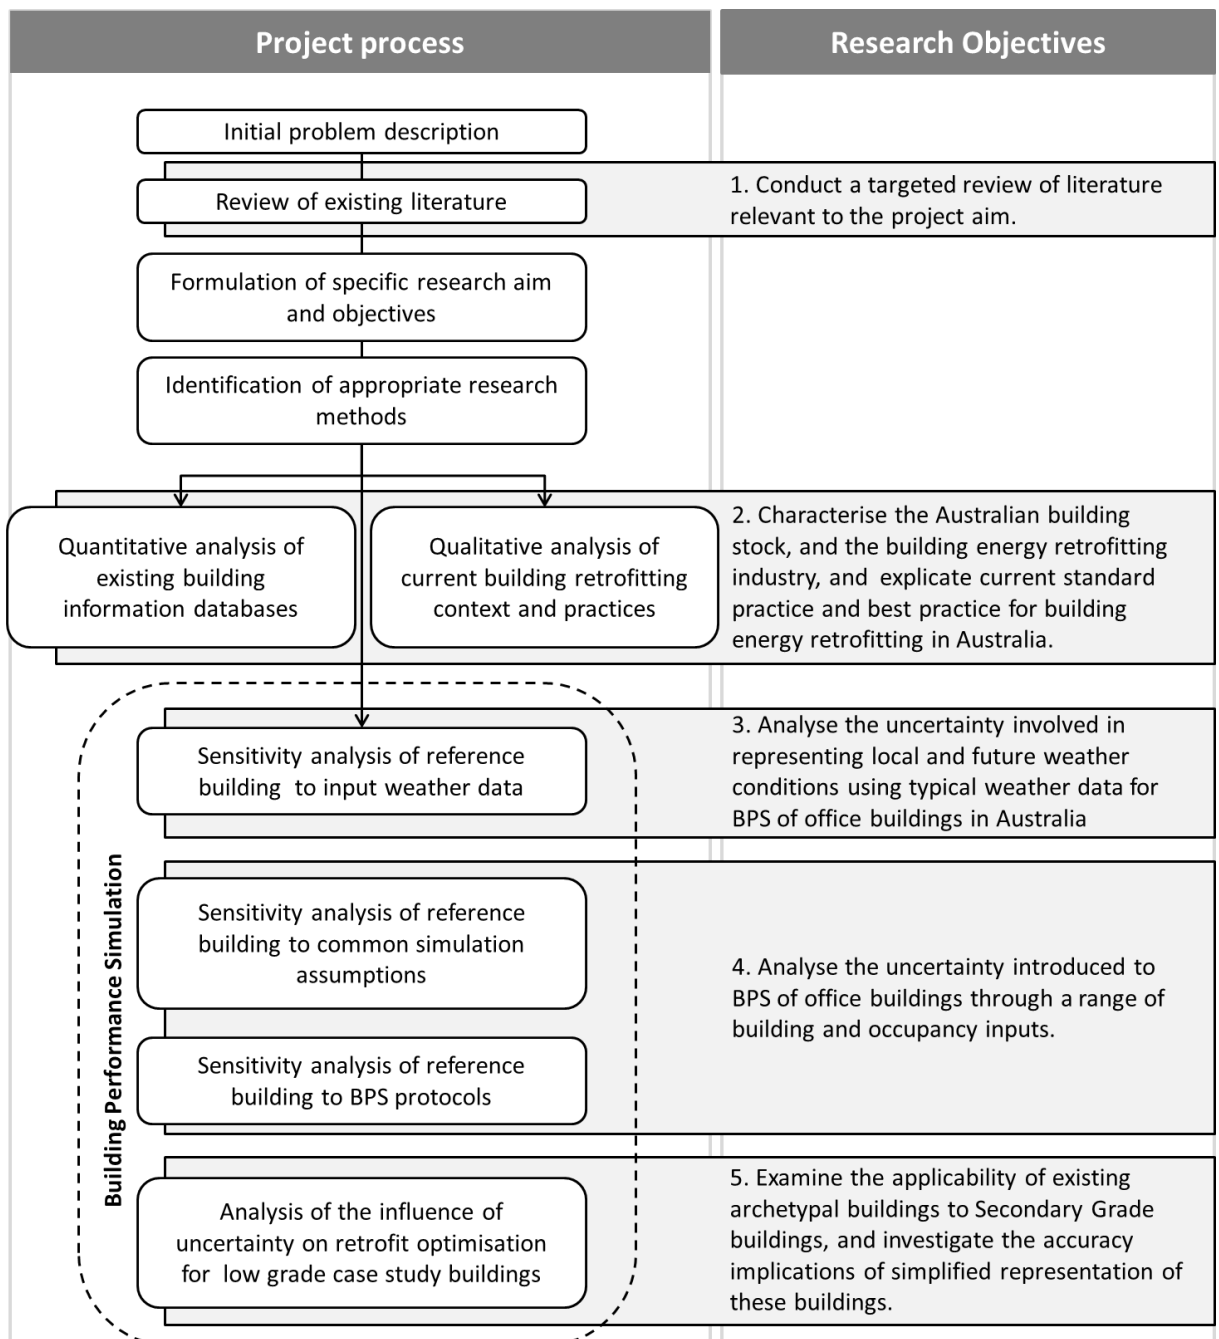 Project process
Research Objectives
Initial problem description
Review of existing literature
1. Conduct a targeted review of literature
relevant to the project aim.
Formulation of specific research aim
and objectives
Identification of appropriate research
methods
Quantitative analysis of
existing building
information databases
Qualitative analysis of
current building retrofitting
context and practices
2. Characterise the Australian building
stock, and the building energy retrofitting
industry, and explicate current standard
practice and best practice for building
energy retrofitting in Australia.
Building Performance Simulation
Sensitivity analysis of reference
building to input weather data
3. Analyse the uncertainty involved in
representing local and future weather
conditions using typical weather data for
BPS of office buildings in Australia
Sensitivity analysis of reference
building to common simulation
assumptions
Sensitivity analysis of reference
building to BPS protocols
4. Analyse the uncertainty introduced to
BPS of office buildings through a range of
building and occupancy inputs.
Analysis of the influence of
uncertainty on retrofit optimisation
for low grade case study buildings
5. Examine the applicability of existing
archetypal buildings to Secondary Grade
buildings, and investigate the accuracy
implications of simplified representation of
these buildings.